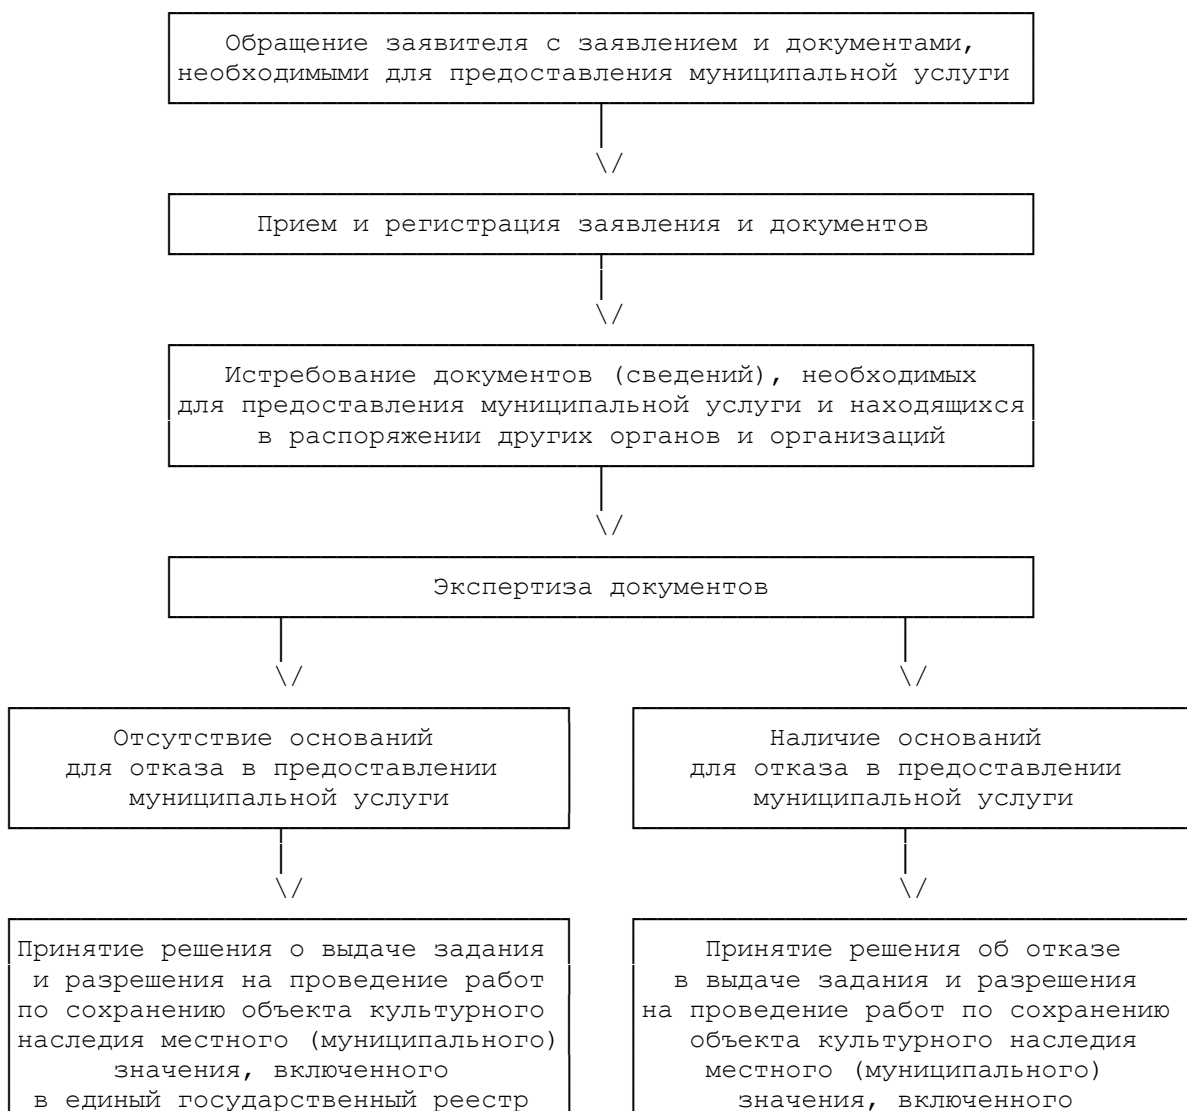 Обращение заявителя с заявлением и документами,
необходимыми для предоставления муниципальной услуги
\/
Прием и регистрация заявления и документов
\/
Истребование документов (сведений), необходимых
для предоставления муниципальной услуги и находящихся
в распоряжении других органов и организаций
\/
Экспертиза документов
\/ \/
Отсутствие оснований
для отказа в предоставлении
муниципальной услуги
Наличие оснований
для отказа в предоставлении
муниципальной услуги
\/ \/
Принятие решения о выдаче задания
и разрешения на проведение работ
по сохранению объекта культурного
наследия местного (муниципального)
значения, включенного
в единый государственный реестр
Принятие решения об отказе
в выдаче задания и разрешения
на проведение работ по сохранению
объекта культурного наследия
местного (муниципального)
значения, включенного